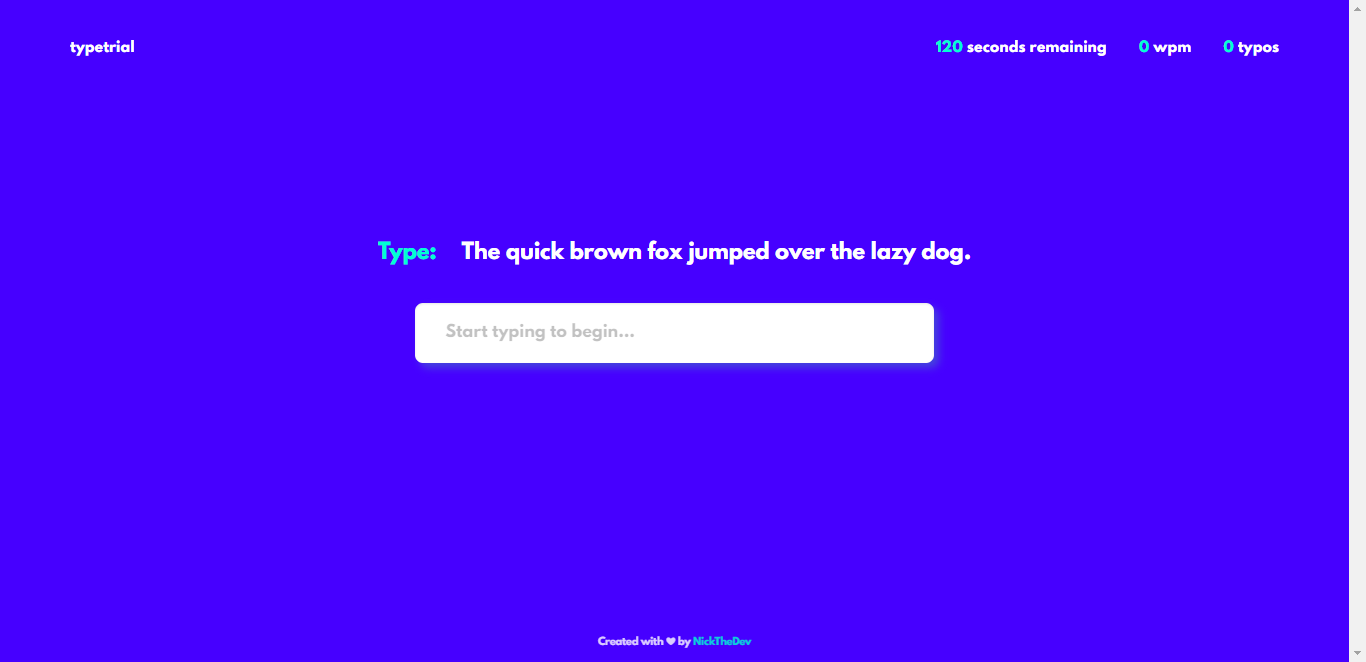 typetrial
120 seconds remaining 0 wpm 0 typos
Type: The quick brown fox jumped over the lazy dog.
Start typing to begin...
Created with ❤ by NickTheDev